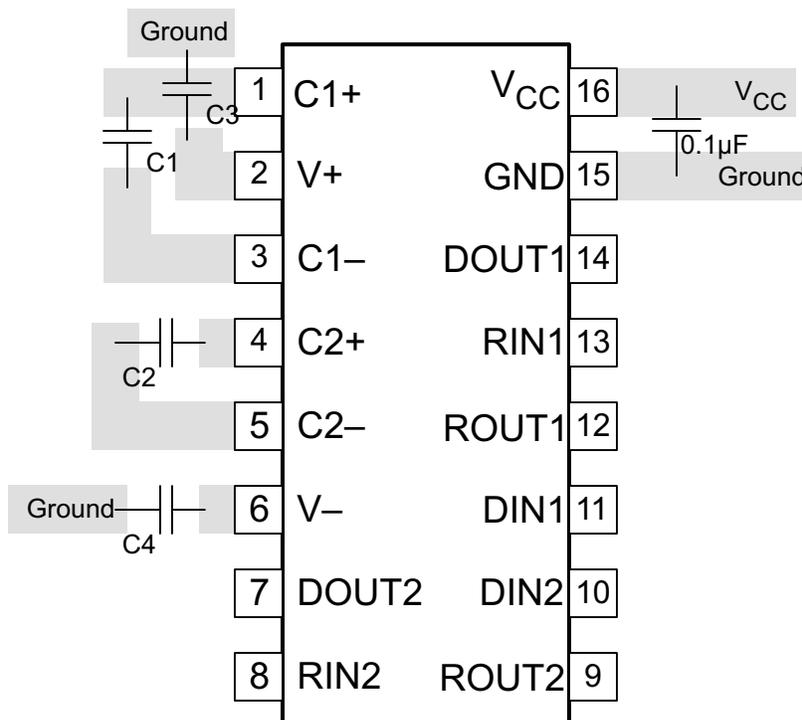 Ground
1 C1+ VCC 16 VCC
C3
C1
0.1µF
2 V+ GND 15 Ground
3 C1– DOUT1 14
4 C2+ RIN1 13
C2
5 C2– ROUT1 12
Ground 6 V– DIN1 11
C4
7 DOUT2 DIN2 10
8 RIN2 ROUT2 9